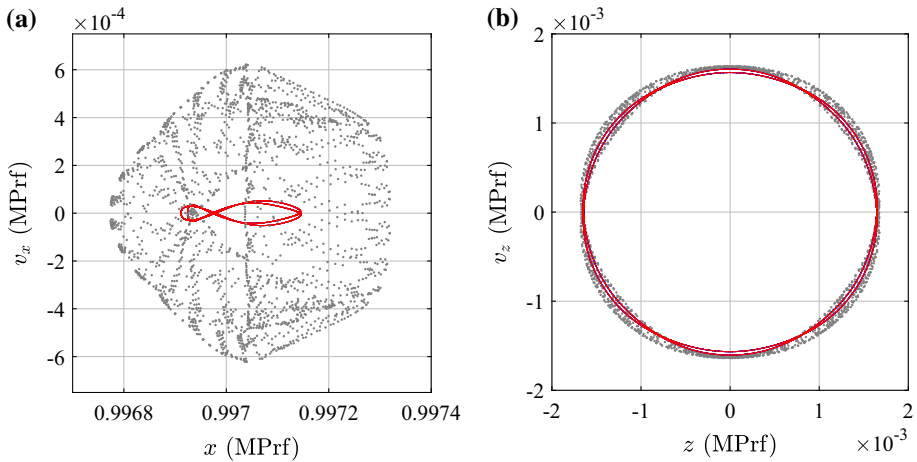 (a)
×10⁻⁴
6
4
2
0
-2
-4
-6
v_x (MPrf)
0.9968 0.997 0.9972 0.9974
x (MPrf)
(b)
×10⁻³
2
1
0
-1
-2
v_z (MPrf)
-2 -1 0 1 2
×10⁻³
z (MPrf)